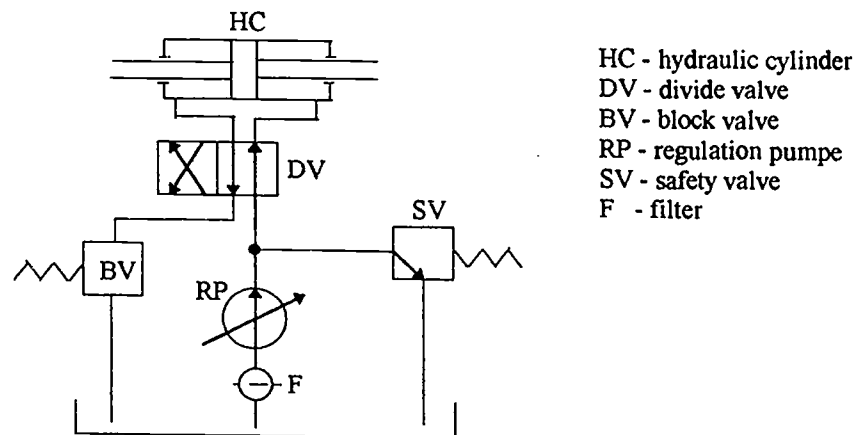 HC
DV
BV
SV
RP
F
HC - hydraulic cylinder
DV - divide valve
BV - block valve
RP - regulation pumpe
SV - safety valve
F - filter